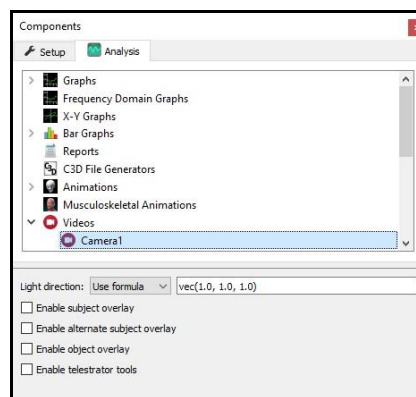 Components
Setup Analysis
Graphs
Frequency Domain Graphs
X-Y Graphs
Bar Graphs
Reports
C3D File Generators
Animations
Musculoskeletal Animations
Videos
Camera1
Light direction: Use formula vec(1.0, 1.0, 1.0)
Enable subject overlay
Enable alternate subject overlay
Enable object overlay
Enable telestrator tools